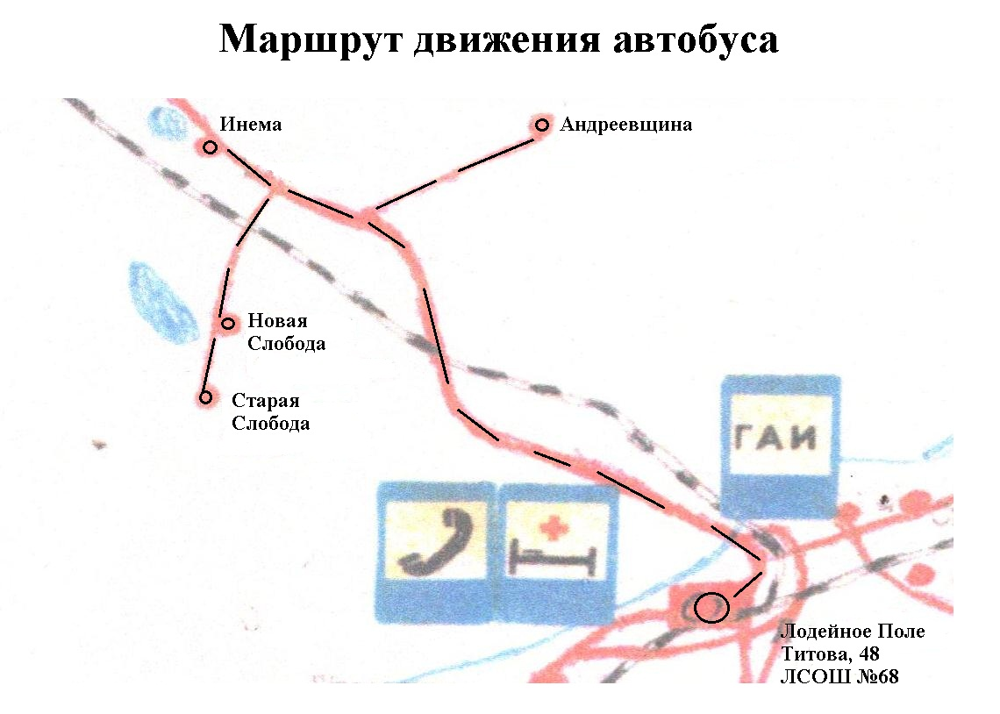 Маршрут движения автобуса
Инема
Андреевщина
Новая
Слобода
Старая
Слобода
ГАИ
Лодейное Поле
Титова, 48
ЛСОШ №68